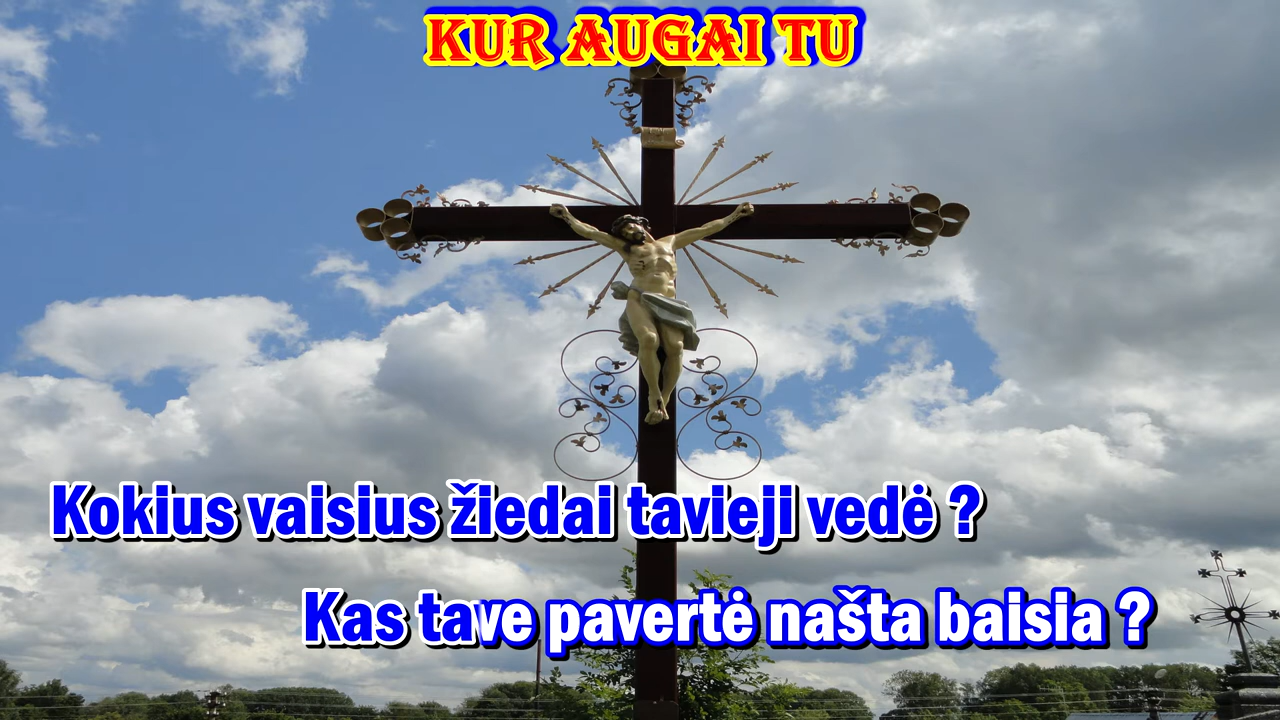 KUR AUGAI TU
Kokius vaisius žiedai tavieji vedė ?
Kas tave pavertė našta baisia ?